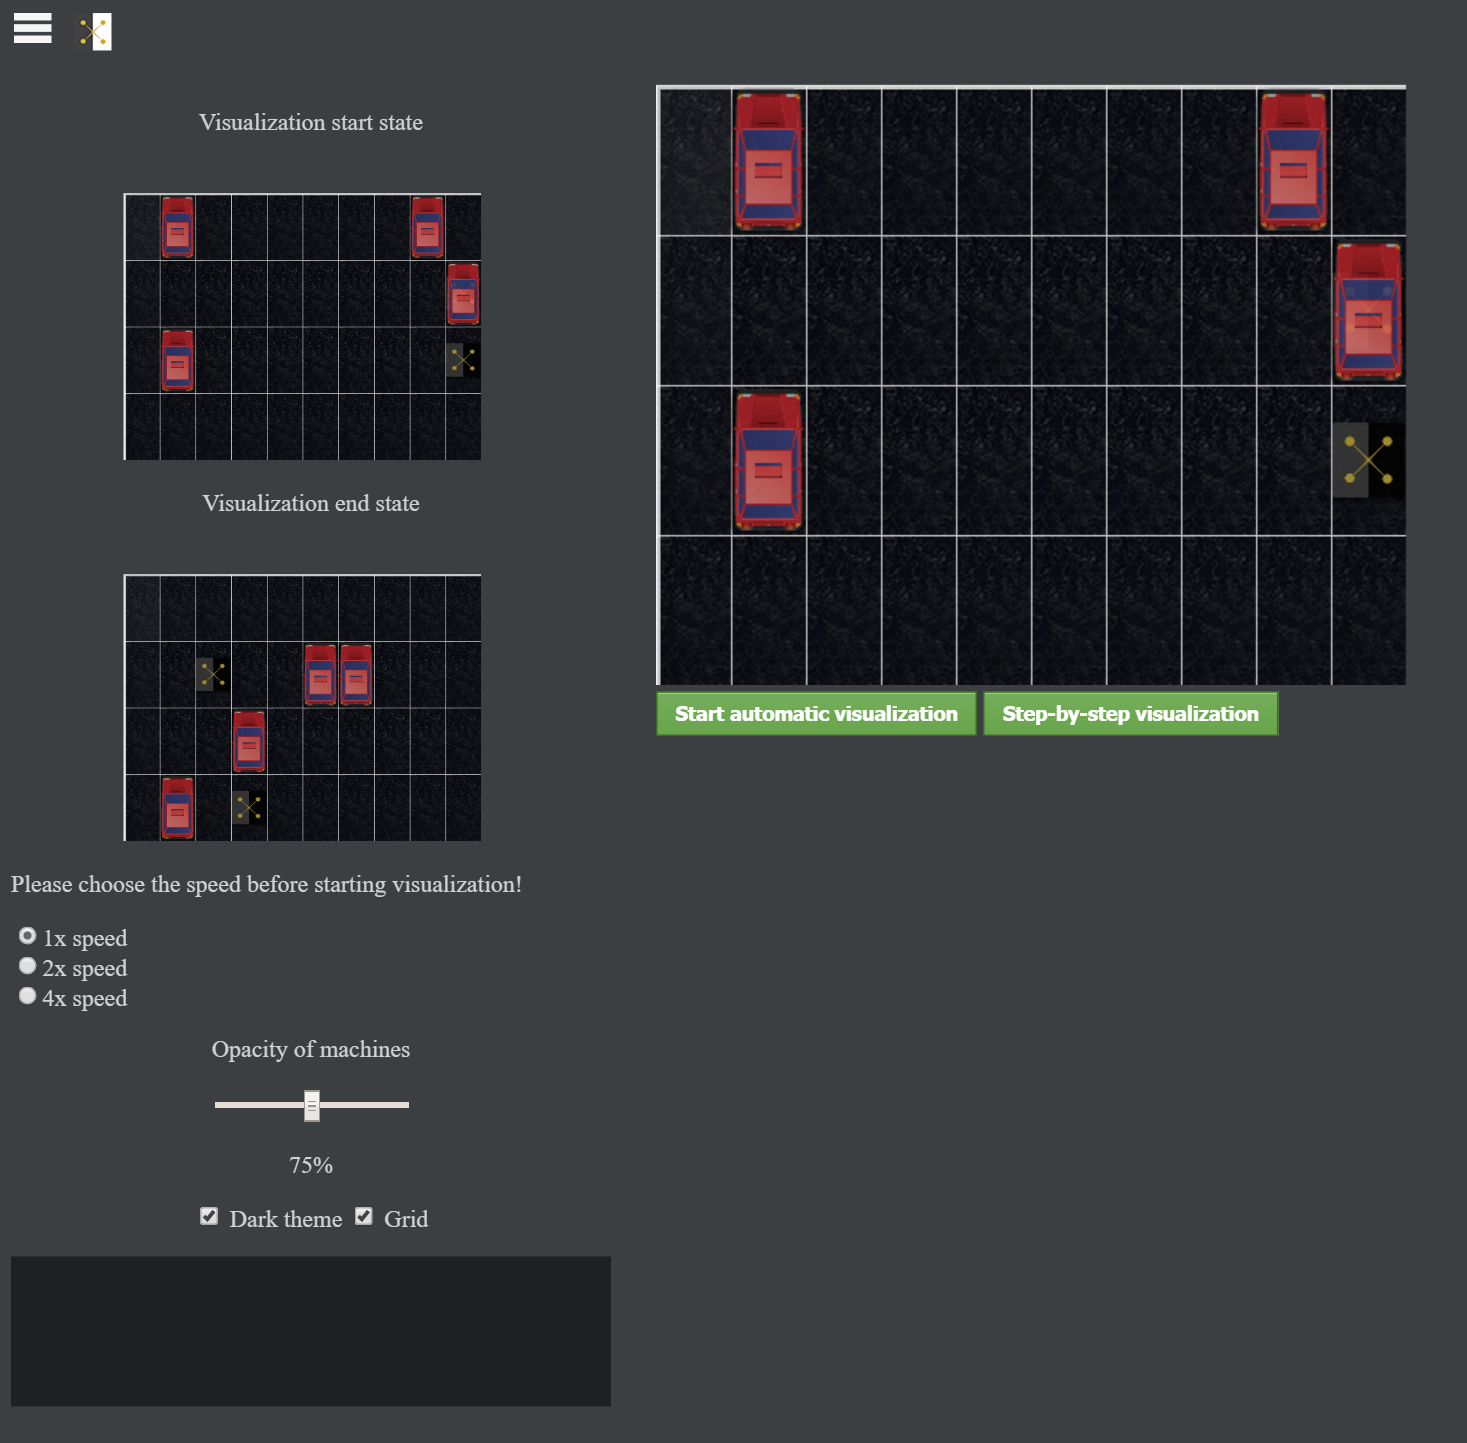 Visualization start state
Visualization end state
Start automatic visualization
Step-by-step visualization
Please choose the speed before starting visualization!
1x speed
2x speed
4x speed
Opacity of machines
75%
Dark theme
Grid